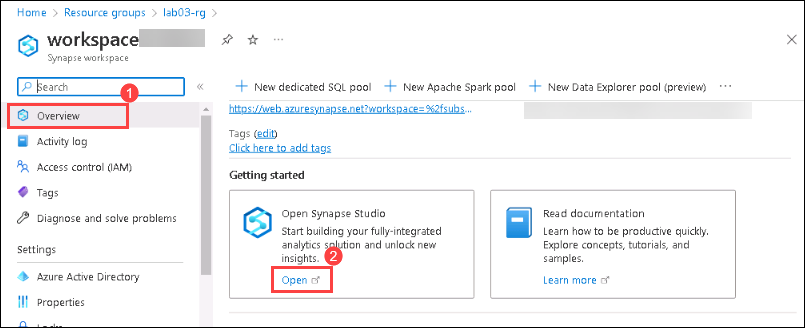 Home > Resource groups > lab03-rg >
workspace
Synapse workspace
Search
1
Overview
Activity log
Access control (IAM)
Tags
Diagnose and solve problems
Settings
Azure Active Directory
Properties
Locks
+ New dedicated SQL pool + New Apache Spark pool + New Data Explorer pool (preview) ...
https://web.azuresynapse.net?workspace=%2fsubs...
Tags (edit)
Click here to add tags
Getting started
Open Synapse Studio
Start building your fully-integrated
analytics solution and unlock new
insights.
2
Open
Read documentation
Learn how to be productive quickly.
Explore concepts, tutorials, and
samples.
Learn more